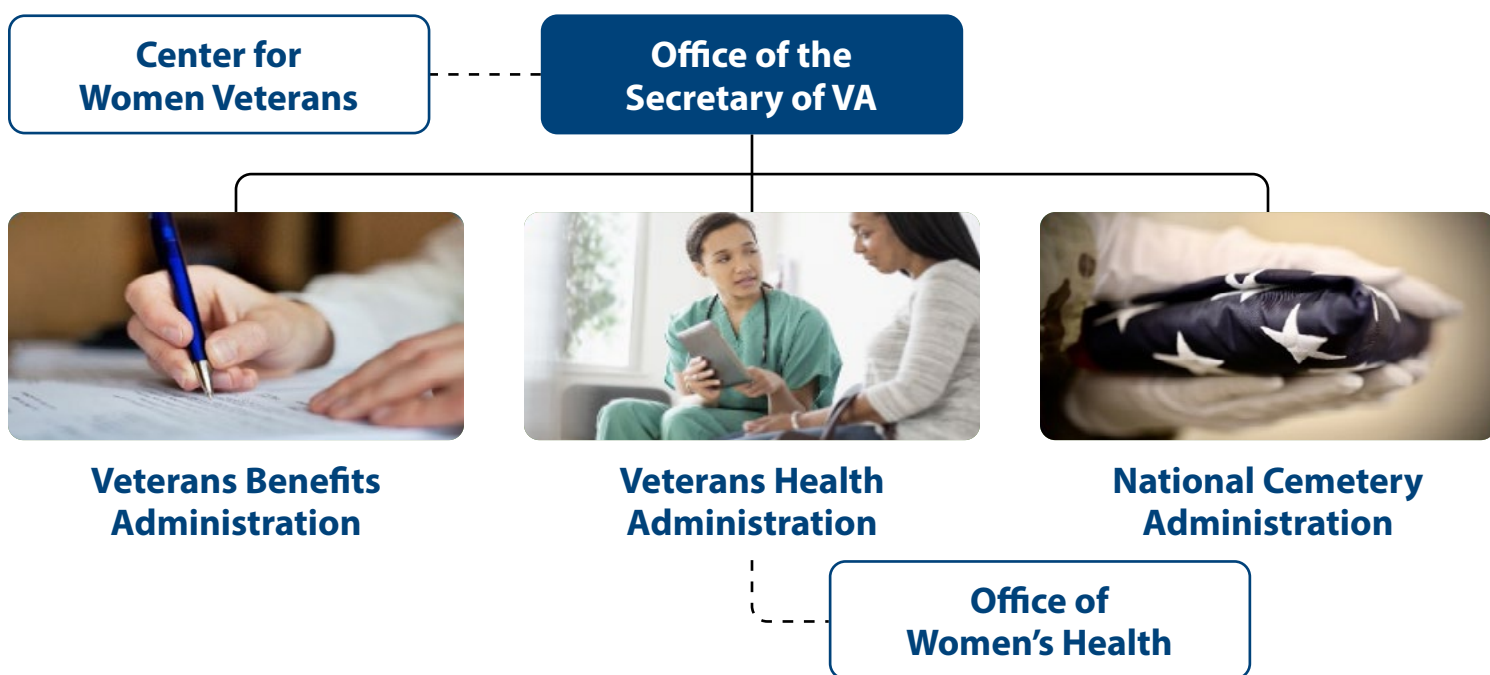 Center for
Women Veterans
Office of the
Secretary of VA
Veterans Benefits
Administration
Veterans Health
Administration
National Cemetery
Administration
Office of
Women’s Health